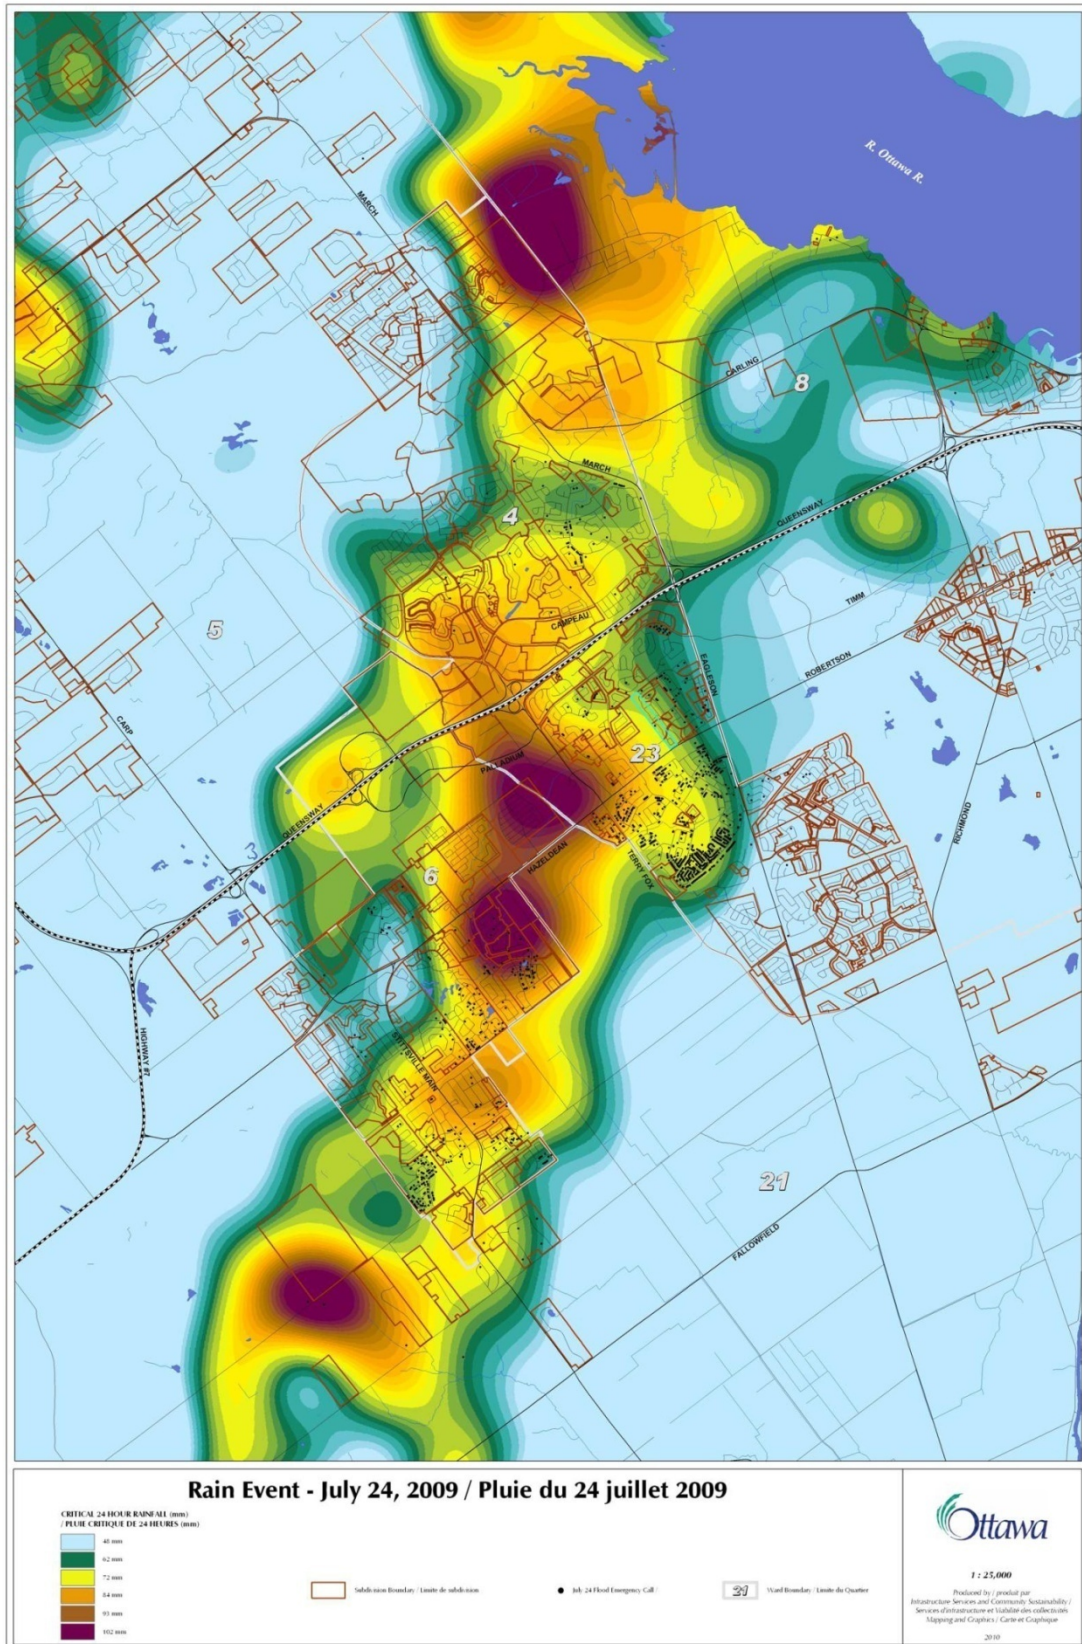 R. Ottawa R.
MARCH
CARLING
8
MARCH
4
QUEENSWAY
5
TIMM
CAMPEAU
ROBERTSON
EAGLESON
CARP
23
PALLADIUM
QUEENSWAY
RICHMOND
HAZELDEAN
TERRY FOX
6
HIGHWAY #7
STITTSVILLE MAIN
21
FALLOWFIELD
Rain Event - July 24, 2009 / Pluie du 24 juillet 2009
CRITICAL 24 HOUR RAINFALL (mm)
/ PLUIE CRITIQUE DE 24 HEURES (mm)
48 mm
62 mm
72 mm
84 mm
93 mm
102 mm
Subdivision Boundary / Limite de subdivision
July 24 Flood Emergency Call /
21
Ward Boundary / Limite du Quartier
Ottawa
1 : 25,000
Produced by / produit par
Infrastructure Services and Community Sustainability /
Services d'infrastructure et Viabilité des collectivités
Mapping and Graphics / Carte et Graphique
2010